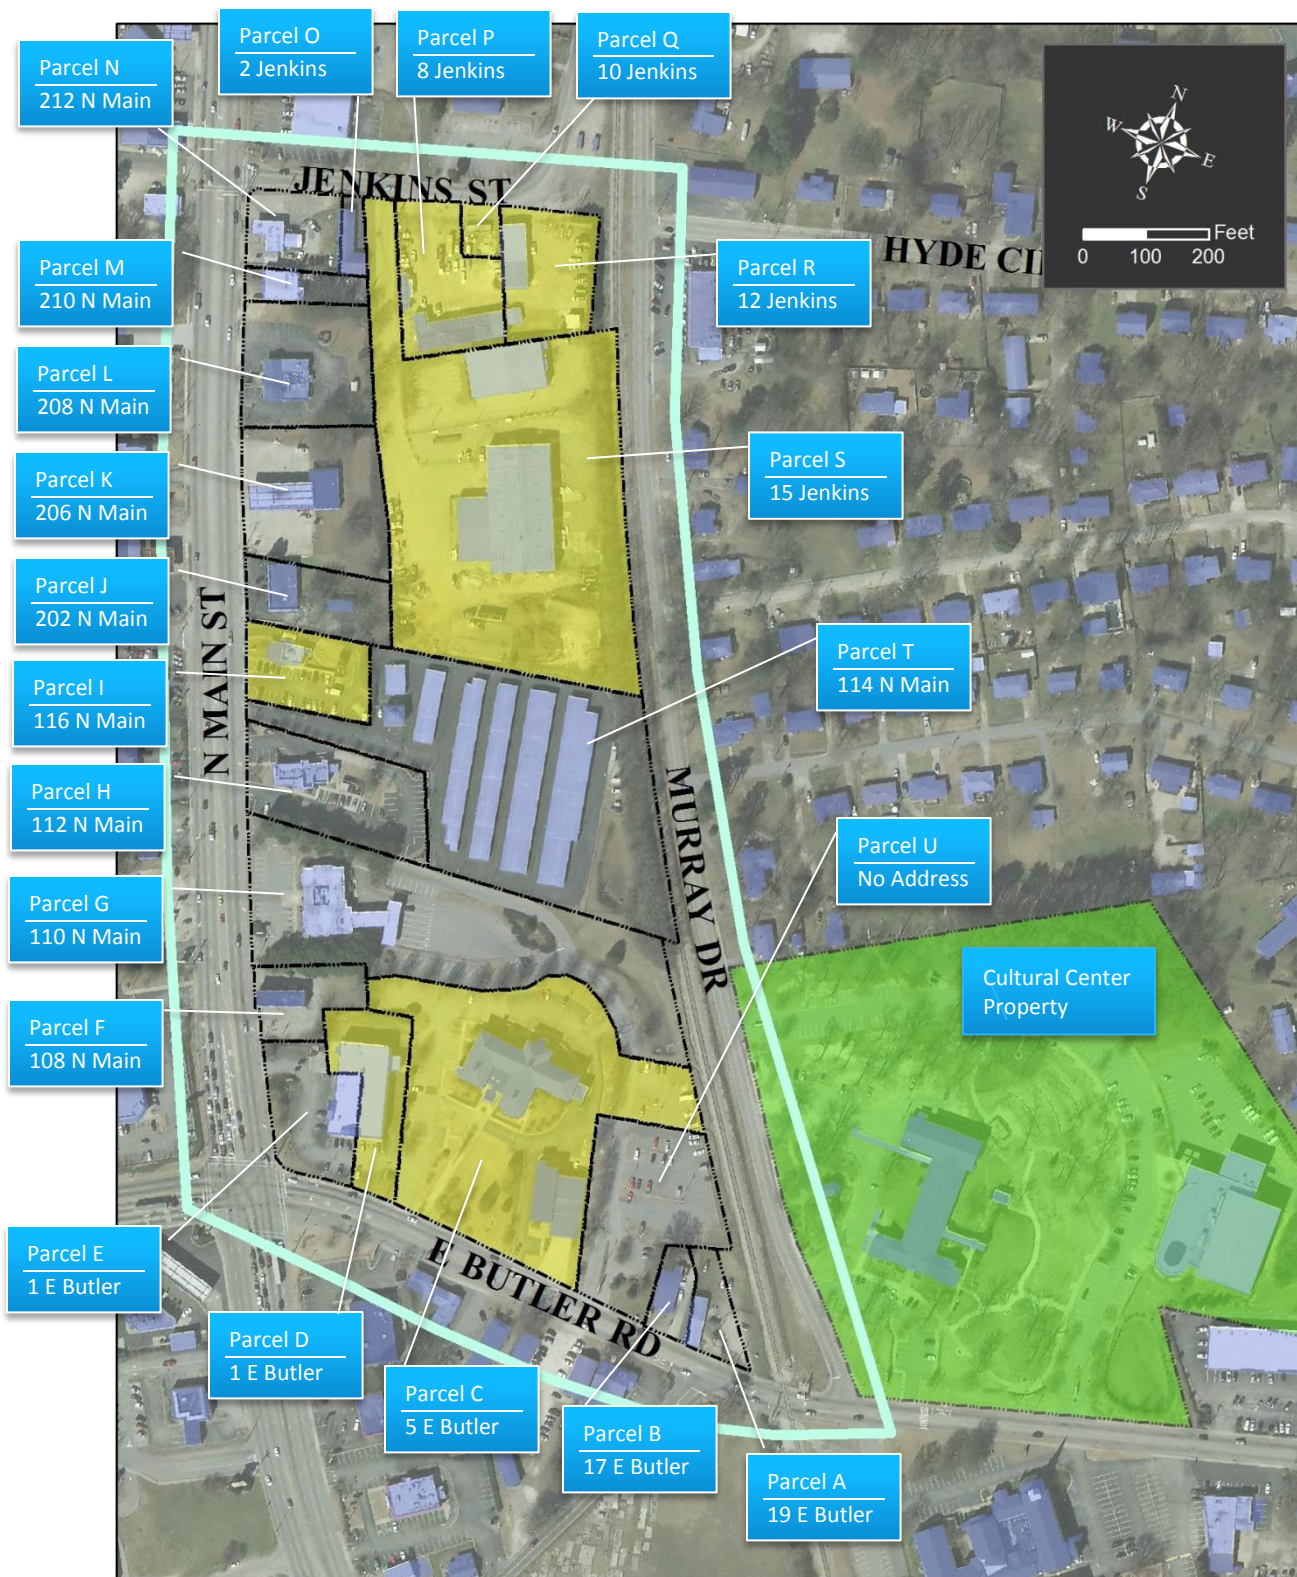 Parcel N
212 N Main
Parcel O
2 Jenkins
Parcel P
8 Jenkins
Parcel Q
10 Jenkins
N
W
E
S
Feet
0 100 200
JENKINS ST
HYDE CI
Parcel M
210 N Main
Parcel R
12 Jenkins
Parcel L
208 N Main
Parcel K
206 N Main
Parcel S
15 Jenkins
Parcel J
202 N Main
N MAIN ST
Parcel I
116 N Main
Parcel T
114 N Main
Parcel H
112 N Main
MURRAY DR
Parcel U
No Address
Parcel G
110 N Main
Cultural Center
Property
Parcel F
108 N Main
Parcel E
1 E Butler
E BUTLER RD
Parcel D
1 E Butler
Parcel C
5 E Butler
Parcel B
17 E Butler
Parcel A
19 E Butler